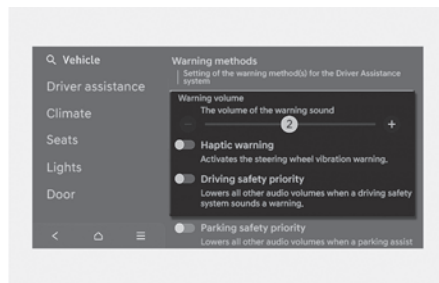 Vehicle
Driver assistance
Climate
Seats
Lights
Door
Warning methods
Setting of the warning method(s) for the Driver Assistance
system
Warning volume
The volume of the warning sound
2
Haptic warning
Activates the steering wheel vibration warning.
Driving safety priority
Lowers all other audio volumes when a driving safety
system sounds a warning.
Parking safety priority
Lowers all other audio volumes when a parking assist